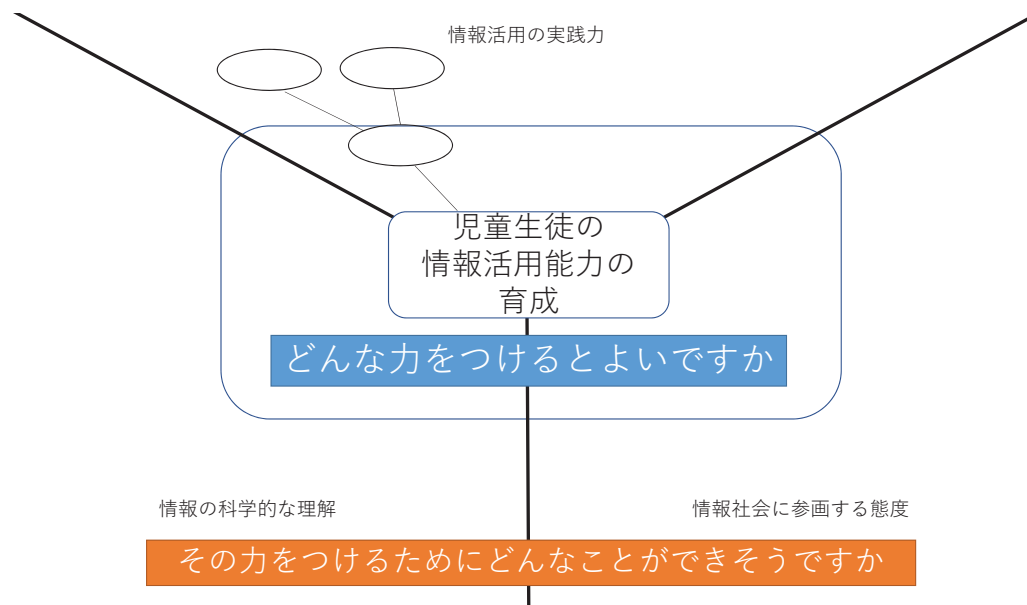 情報活用の実践力
児童生徒の
情報活用能力の
育成
どんな力をつけるとよいですか
情報の科学的な理解
情報社会に参画する態度
その力をつけるためにどんなことができそうですか